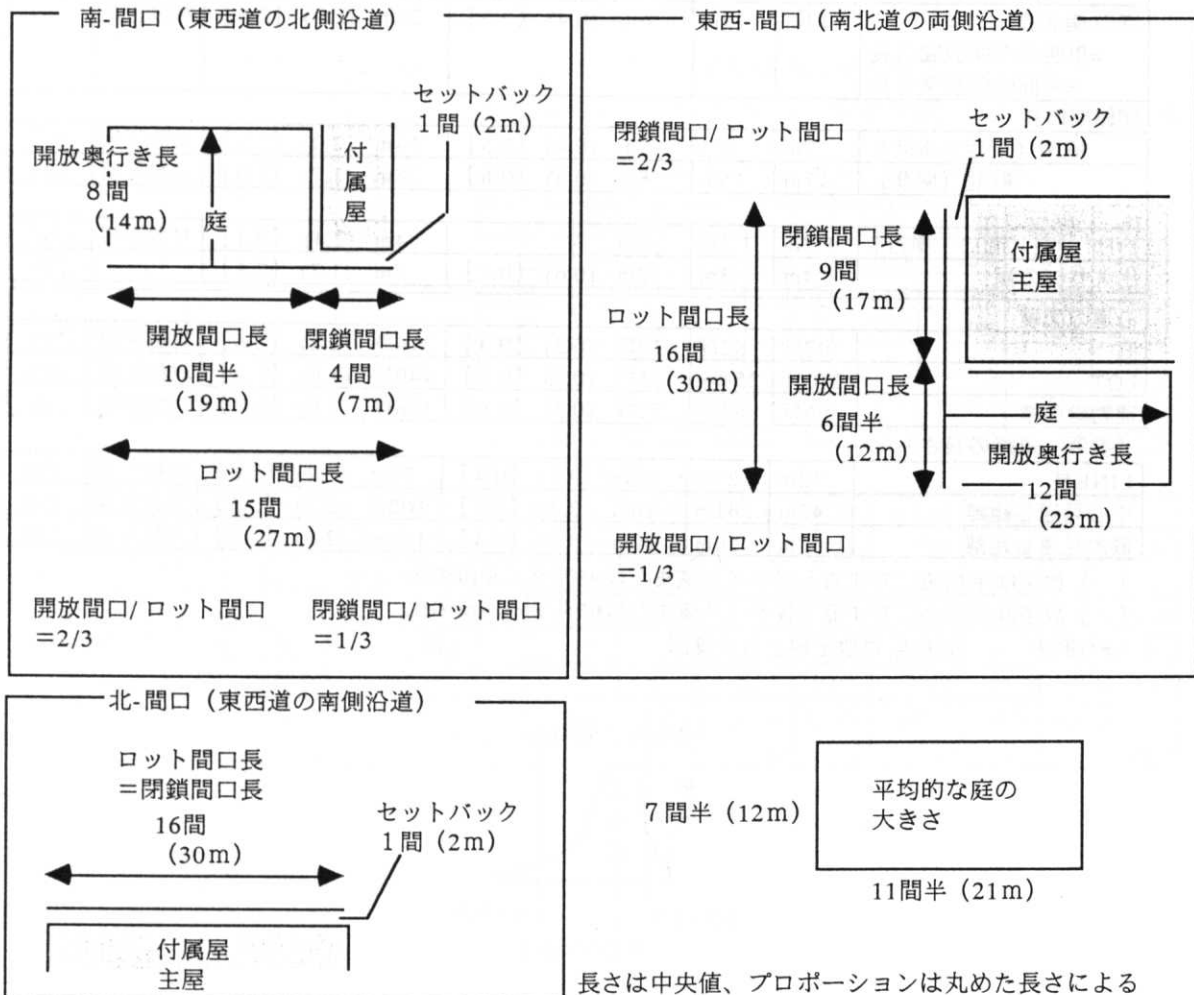 南-間口（東西道の北側沿道）
セットバック
1間（2m）
開放奥行き長
8間
（14m）
庭
付
属
屋
開放間口長
10間半
（19m）
閉鎖間口長
4間
（7m）
ロット間口長
15間
（27m）
開放間口/ロット間口
=2/3
閉鎖間口/ロット間口
=1/3
東西-間口（南北道の両側沿道）
閉鎖間口/ロット間口
=2/3
セットバック
1間（2m）
閉鎖間口長
9間
（17m）
付属屋
主屋
ロット間口長
16間
（30m）
開放間口長
6間半
（12m）
庭
開放奥行き長
12間
（23m）
開放間口/ロット間口
=1/3
北-間口（東西道の南側沿道）
ロット間口長
=閉鎖間口長
16間
（30m）
セットバック
1間（2m）
付属屋
主屋
7間半（12m）
平均的な庭の
大きさ
11間半（21m）
長さは中央値、プロポーションは丸めた長さによる